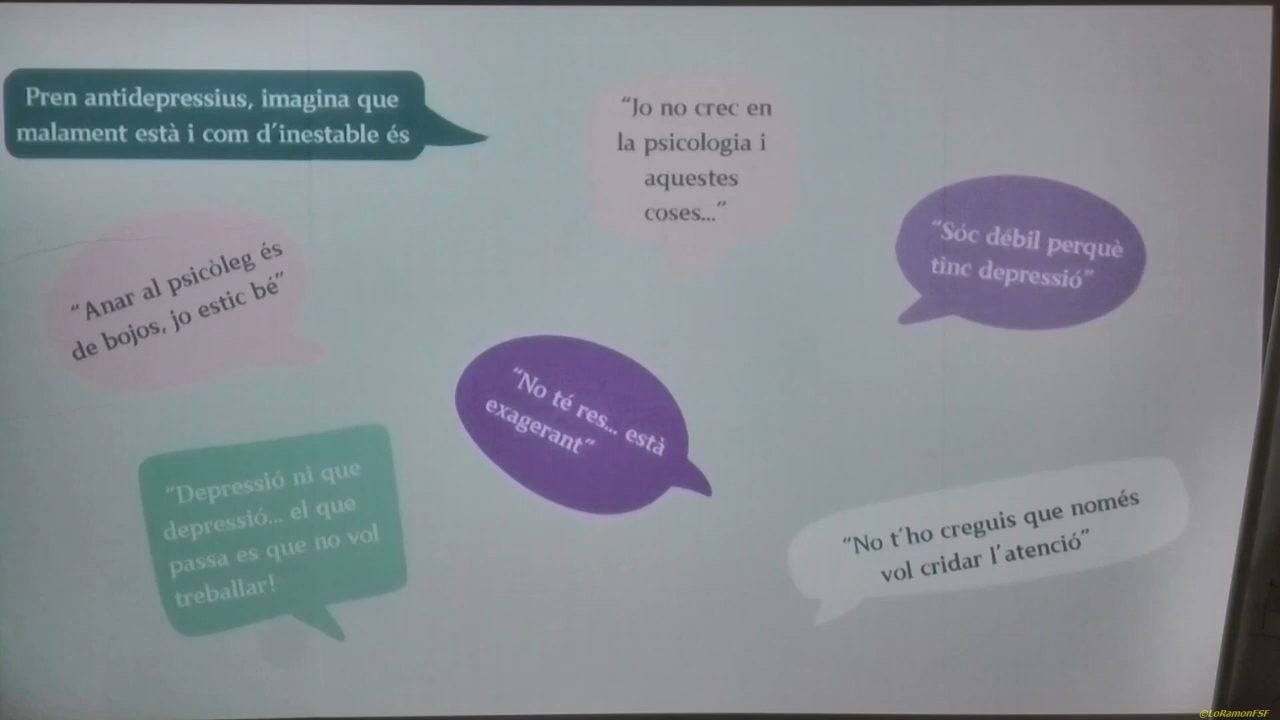 Pren antidepressius, imagina que
malament està i com d'inestable és
“Jo no crec en
la psicologia i
aquestes
coses...”
“Sóc débil perquè
tinc depressió”
“Anar al psicòleg és
de bojos, jo estic bé”
“No té res... està
exagerant”
“Depressió ni que
depressió... el que
passa es que no vol
treballar!
“No t'ho creguis que només
vol cridar l'atenció”
©LoRamonFSF